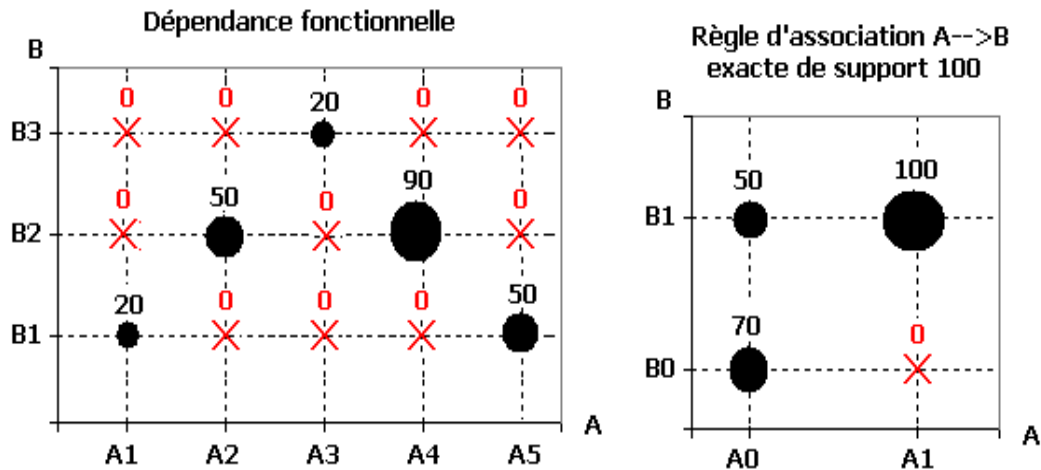 Dépendance fonctionnelle
B
0 0 20 0 0
B3
0 50 0 90 0
B2
20 0 0 0 50
B1
A
A1 A2 A3 A4 A5
Règle d'association A-->B
exacte de support 100
B
50 100
B1
70 0
B0
A
A0 A1